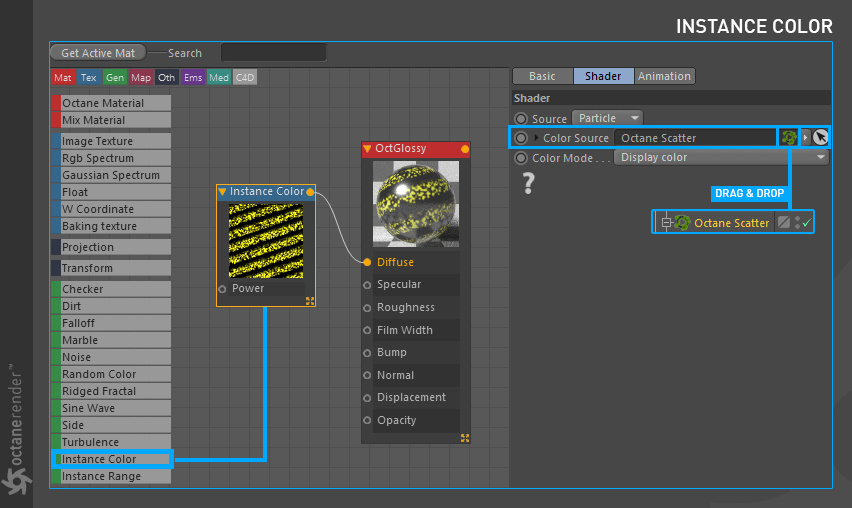 INSTANCE COLOR
Get Active Mat
Search
Mat Tex Gen Map Oth Ems Med C4D
Octane Material
Mix Material
Image Texture
Rgb Spectrum
Gaussian Spectrum
Float
W Coordinate
Baking texture
Projection
Transform
Checker
Dirt
Falloff
Marble
Noise
Random Color
Ridged Fractal
Sine Wave
Side
Turbulence
Instance Color
Instance Range
Instance Color
Power
OctGlossy
Diffuse
Specular
Roughness
Film Width
Bump
Normal
Displacement
Opacity
Basic Shader Animation
Shader
Source Particle
Color Source Octane Scatter
Color Mode . . . Display color
?
DRAG & DROP
Octane Scatter
octanerender™